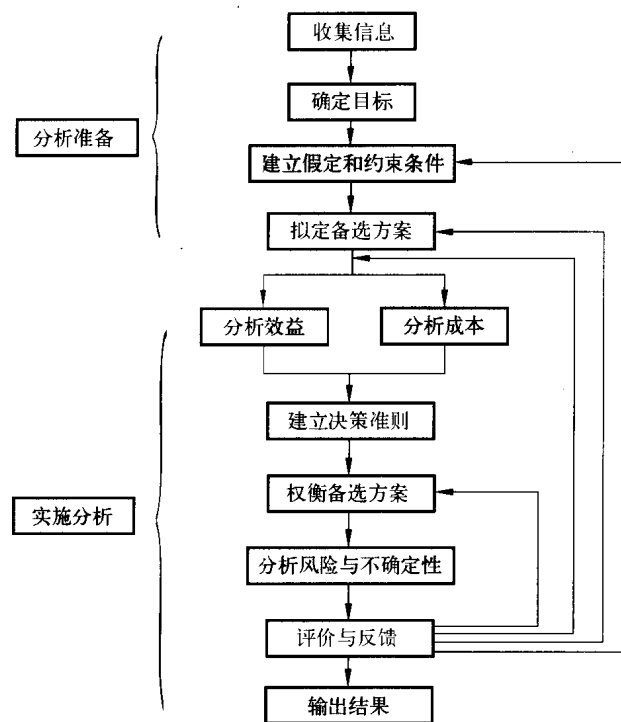 收集信息
确定目标
分析准备
建立假定和约束条件
拟定备选方案
分析效益
分析成本
建立决策准则
权衡备选方案
实施分析
分析风险与不确定性
评价与反馈
输出结果